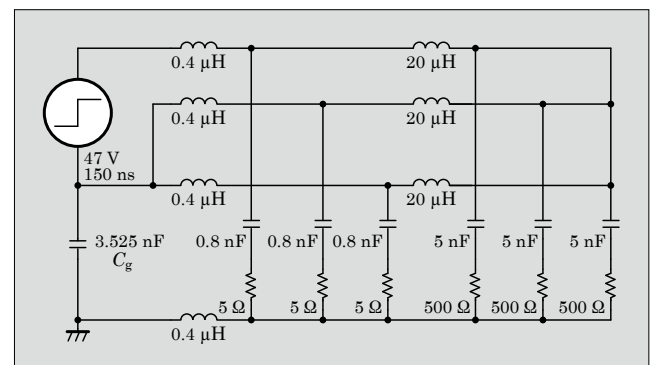 0.4 µH 20 µH
0.4 µH 20 µH
47 V
150 ns
0.4 µH 20 µH
3.525 nF 0.8 nF 0.8 nF 0.8 nF 5 nF 5 nF 5 nF
Cg
5 Ω 5 Ω 5 Ω 500 Ω 500 Ω 500 Ω
0.4 µH